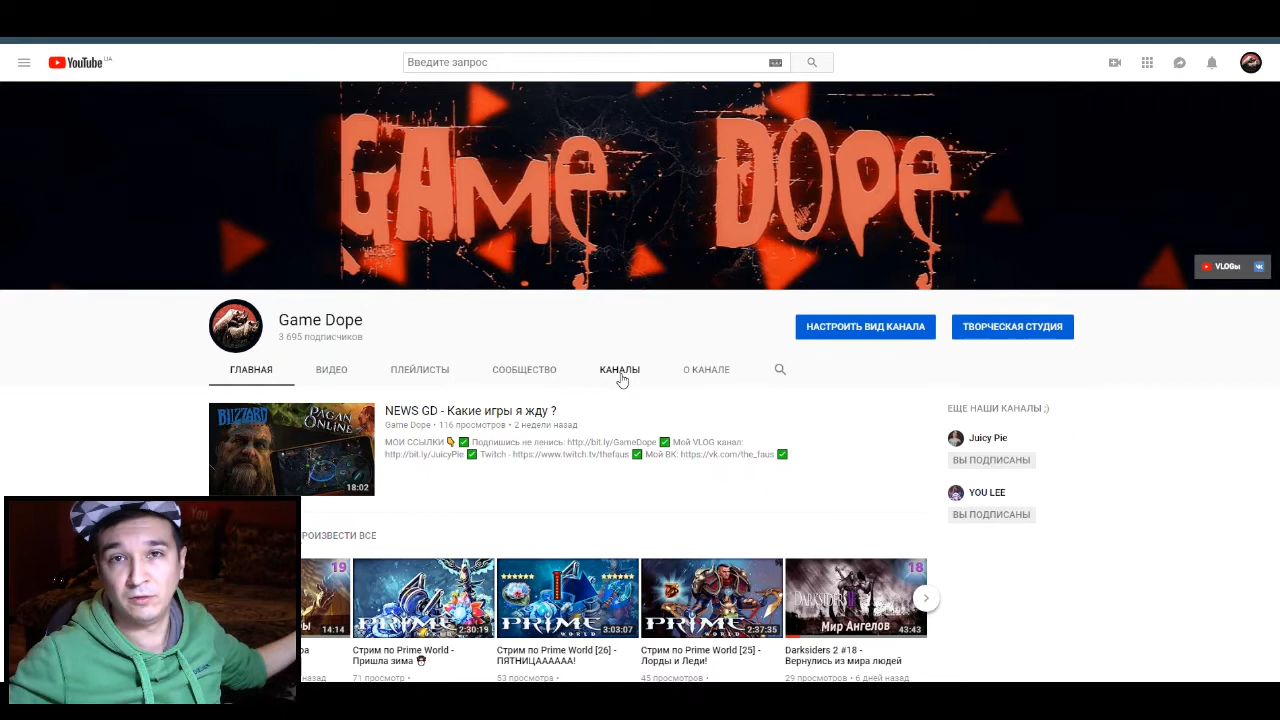 YouTube UA
Введите запрос
GAME DOPE
VLOGы
Game Dope
3 695 подписчиков
НАСТРОИТЬ ВИД КАНАЛА
ТВОРЧЕСКАЯ СТУДИЯ
ГЛАВНАЯ
ВИДЕО
ПЛЕЙЛИСТЫ
СООБЩЕСТВО
КАНАЛЫ
О КАНАЛЕ
BLIZZARD
PAGAN ONLINE
18:02
NEWS GD - Какие игры я жду ?
Game Dope • 116 просмотров • 2 недели назад
МОИ ССЫЛКИ👇 ✅ Подпишись не ленись: http://bit.ly/GameDope ✅ Мой VLOG канал:
http://bit.ly/JuicyPie ✅ Twitch - https://www.twitch.tv/thefaus ✅ Мой ВК: https://vk.com/the_faus ✅
ЕЩЕ НАШИ КАНАЛЫ ;)
Juicy Pie
ВЫ ПОДПИСАНЫ
YOU LEE
ВЫ ПОДПИСАНЫ
РОИЗВЕСТИ ВСЕ
19
14:14
PRIME WORLD
2:30:19
PRIME WORLD
3:03:07
PRIME WORLD
2:37:35
18
DARKSIDERS
Мир Ангелов
43:43
Стрим по Prime World -
Пришла зима
71 просмотр •
Стрим по Prime World [26] -
ПЯТНИЦАААААА!
53 просмотра •
Стрим по Prime World [25] -
Лорды и Леди!
45 просмотров •
Darksiders 2 #18 -
Вернулись из мира людей
29 просмотров • 6 дней назад